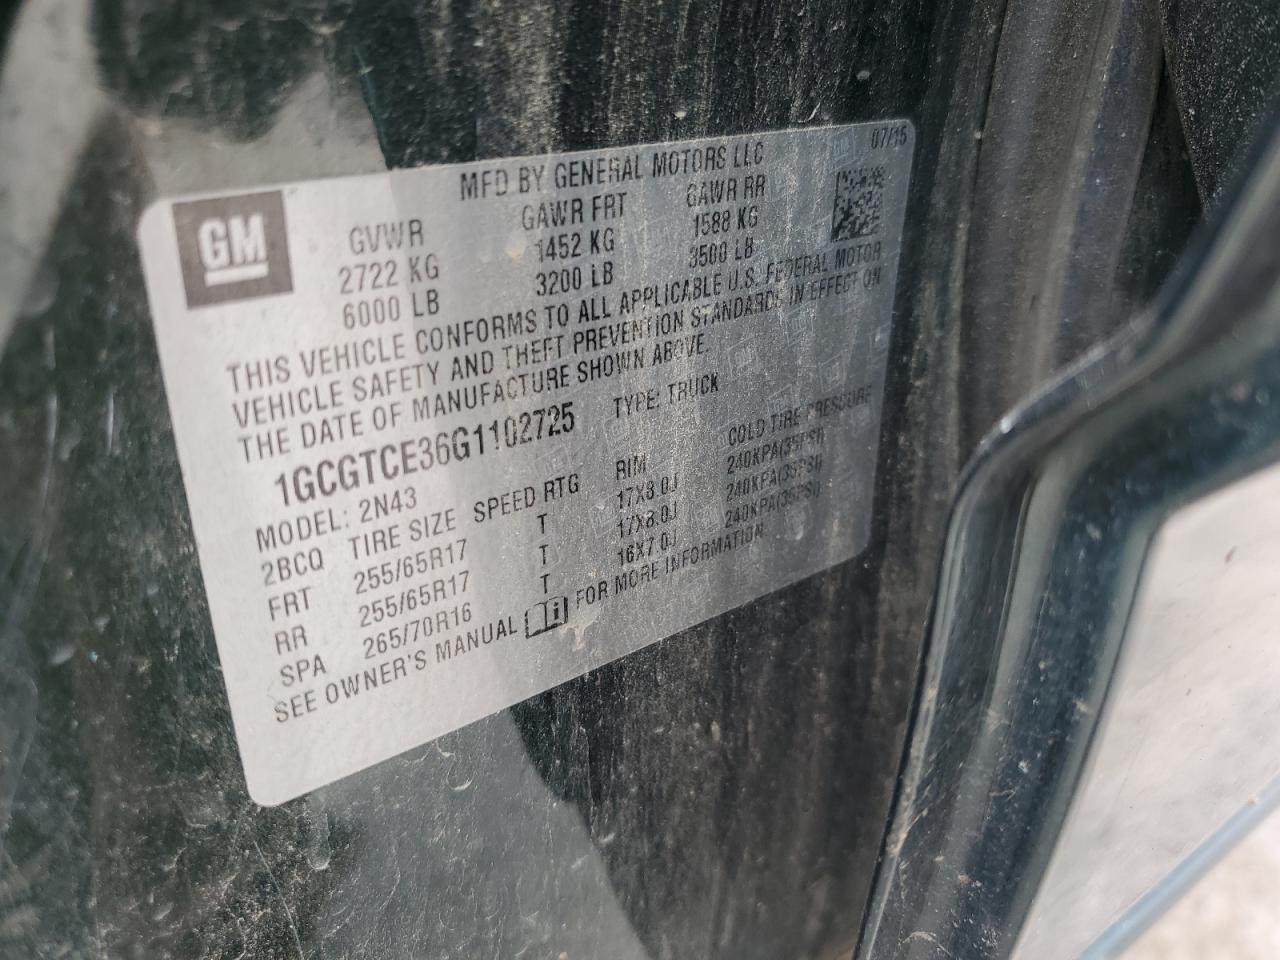 MFD BY GENERAL MOTORS LLC 07/15
GM
GVWR GAWR FRT GAWR RR
2722 KG 1452 KG 1588 KG
6000 LB 3200 LB 3500 LB
THIS VEHICLE CONFORMS TO ALL APPLICABLE U.S. FEDERAL MOTOR
VEHICLE SAFETY AND THEFT PREVENTION STANDARDS IN EFFECT ON
THE DATE OF MANUFACTURE SHOWN ABOVE.
1GCGTCE36G1102725 TYPE: TRUCK
MODEL: 2N43
2BCQ TIRE SIZE SPEED RTG RIM COLD TIRE PRESSURE
FRT 255/65R17 T 17X8.0J 240KPA(35PSI)
RR 255/65R17 T 17X8.0J 240KPA(35PSI)
SPA 265/70R16 T 16X7.0J 240KPA(35PSI)
SEE OWNER'S MANUAL i FOR MORE INFORMATION